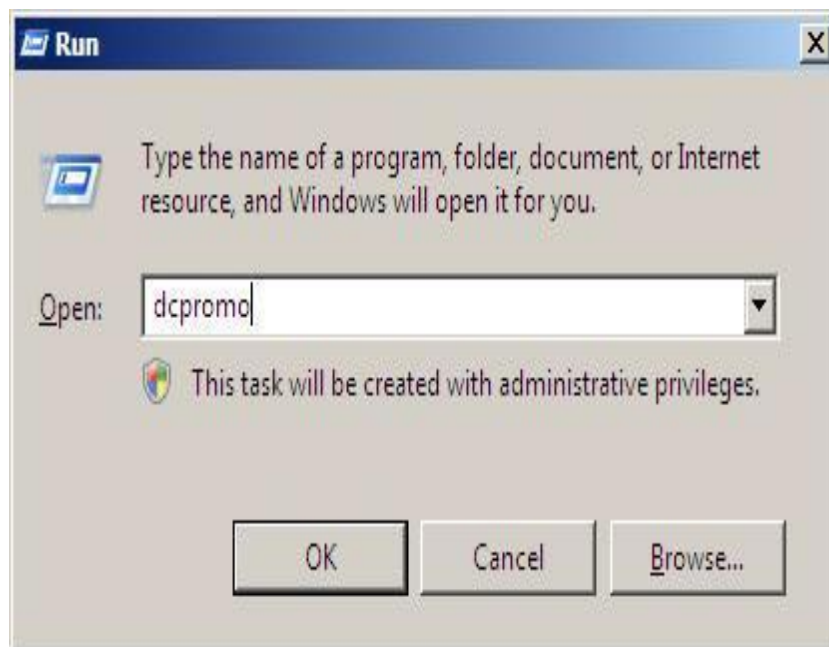 Run
Type the name of a program, folder, document, or Internet
resource, and Windows will open it for you.
Open:
dcpromo
This task will be created with administrative privileges.
OK
Cancel
Browse...